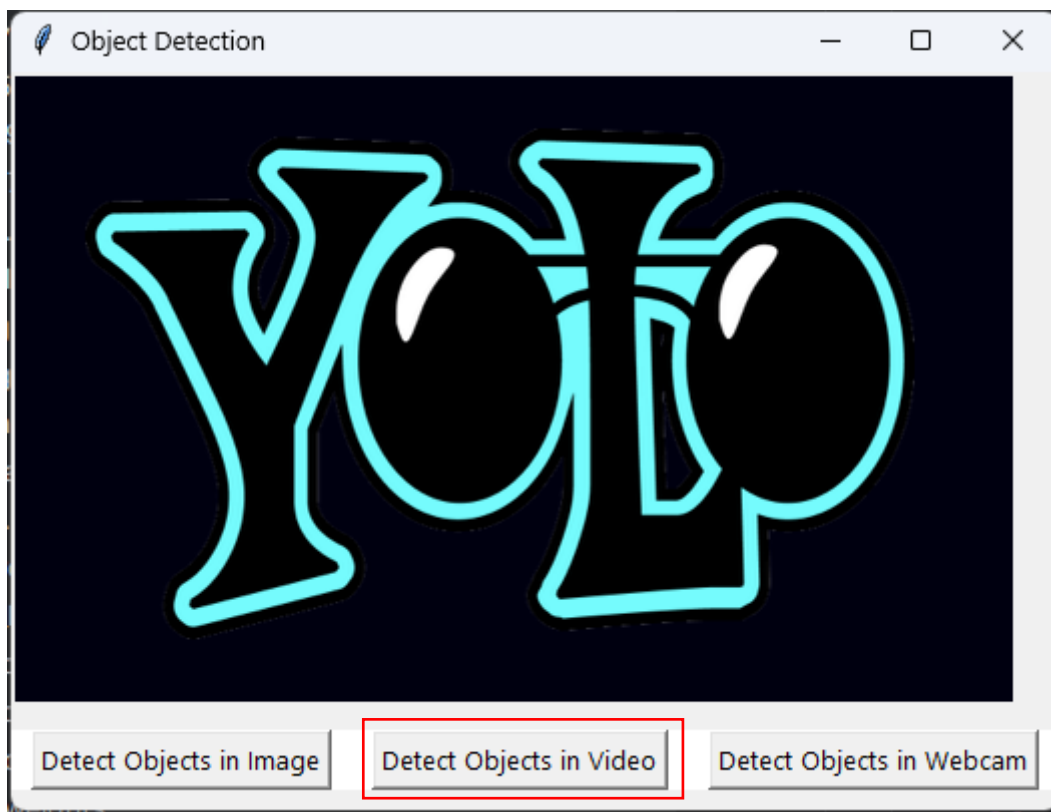 Object Detection
YOLO
Detect Objects in Image
Detect Objects in Video
Detect Objects in Webcam